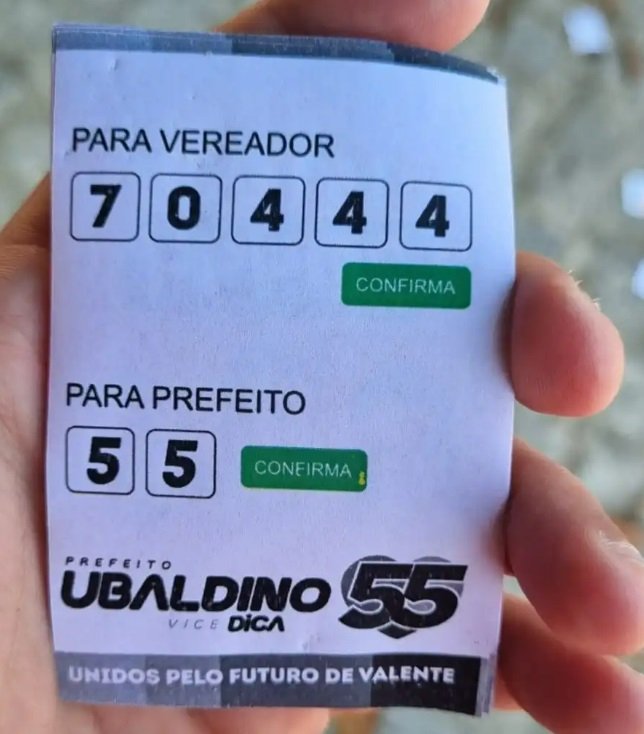 PARA VEREADOR
7 0 4 4 4
CONFIRMA
PARA PREFEITO
5 5 CONFIRMA
PREFEITO
UBALDINO 55
VICE DiCA
UNIDOS PELO FUTURO DE VALENTE